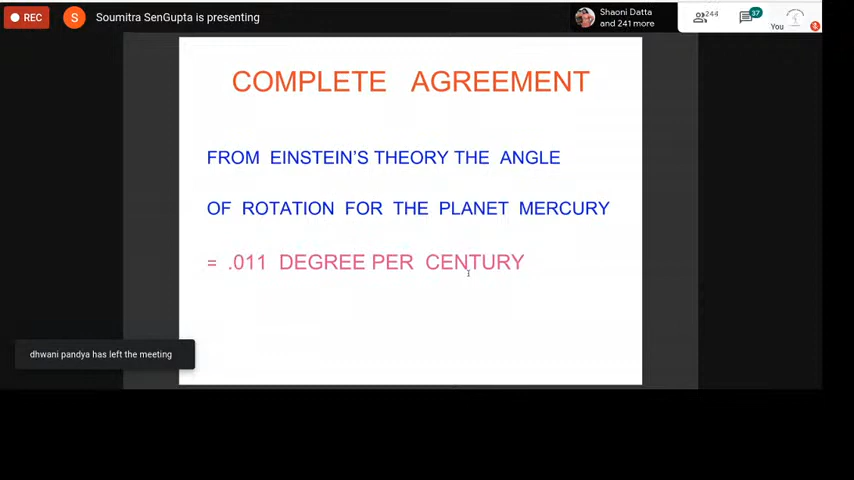 REC
S
Soumitra SenGupta is presenting
Shaoni Datta
and 241 more
244
37
You
COMPLETE AGREEMENT
FROM EINSTEIN'S THEORY THE ANGLE
OF ROTATION FOR THE PLANET MERCURY
= .011 DEGREE PER CENTURY
dhwani pandya has left the meeting